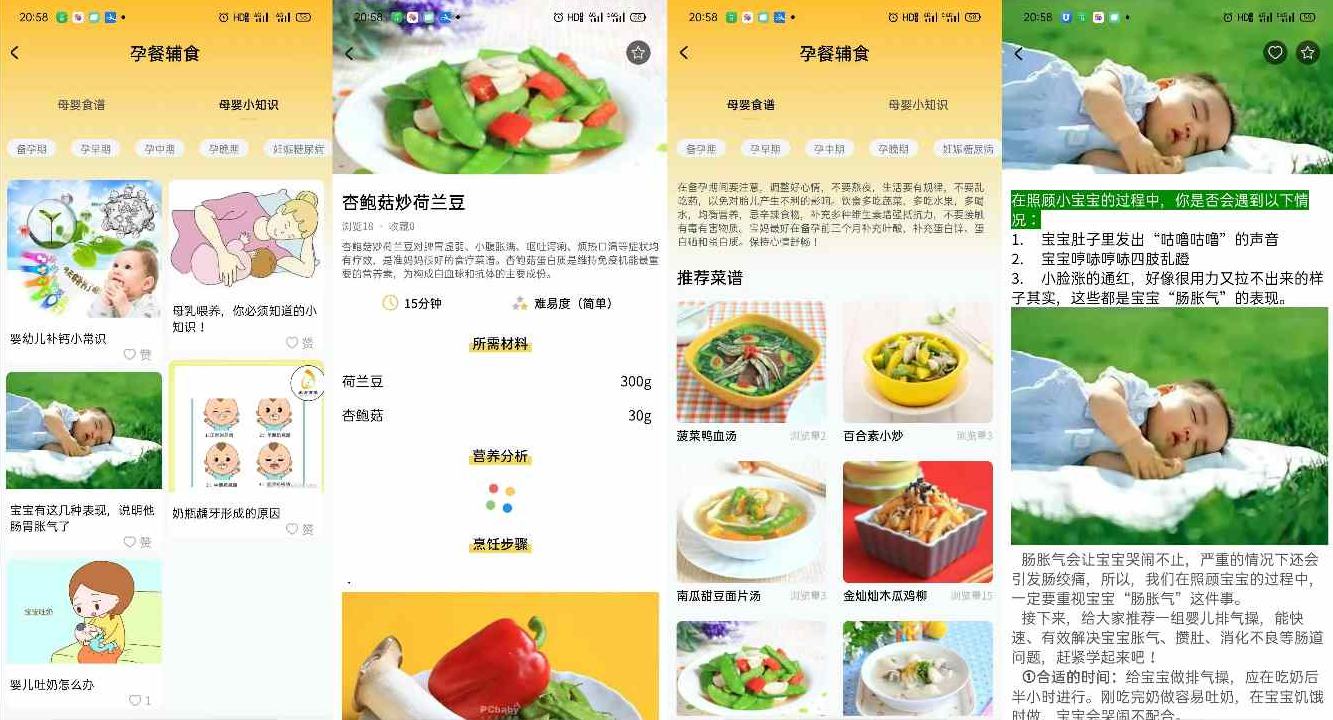 20:58
孕餐辅食
母婴食谱
母婴小知识
备孕期
孕早期
孕中期
孕晚期
妊娠糖尿病
婴幼儿补钙小常识
赞
母乳喂养，你必须知道的小
知识！
赞
宝宝有这几种表现，说明他
肠胃胀气了
赞
奶瓶龋牙形成的原因
赞
宝宝吐奶
婴儿吐奶怎么办
1
20:58
杏鲍菇炒荷兰豆
浏览18 · 收藏0
杏鲍菇炒荷兰豆对脾胃虚弱、小腹胀满、呕吐泻痢、烦热口渴等症状均
有疗效，是准妈妈很好的食疗菜谱。杏鲍菇蛋白质是维持免疫机能最重
要的营养素，为构成白血球和抗体的主要成份。
15分钟
难易度（简单）
所需材料
荷兰豆 300g
杏鲍菇 30g
营养分析
烹饪步骤
.
PCbaby
20:58
孕餐辅食
母婴食谱
母婴小知识
备孕期
孕早期
孕中期
孕晚期
妊娠糖尿病
在备孕期间要注意，调整好心情，不要熬夜，生活要有规律，不要乱
吃药，以免对胎儿产生不利的影响。饮食多吃蔬菜，多吃水果，多喝
水，均衡营养，忌辛辣食物，补充多种维生素增强抵抗力，不要接触
有毒有害物质。宝妈最好在备孕前三个月补充叶酸，补充蛋白锌、蛋
白硒和蛋白质。保持心情舒畅！
推荐菜谱
菠菜鸭血汤 浏览量2
百合素小炒 浏览量3
南瓜甜豆面片汤 浏览量3
金灿灿木瓜鸡柳 浏览量15
20:58
在照顾小宝宝的过程中，你是否会遇到以下情
况：
1. 宝宝肚子里发出“咕噜咕噜”的声音
2. 宝宝哼哧哼哧四肢乱蹬
3. 小脸涨的通红，好像很用力又拉不出来的样
子其实，这些都是宝宝“肠胀气”的表现。
肠胀气会让宝宝哭闹不止，严重的情况下还会
引发肠绞痛，所以，我们在照顾宝宝的过程中，
一定要重视宝宝“肠胀气”这件事。
接下来，给大家推荐一组婴儿排气操，能快
速、有效解决宝宝胀气、攒肚、消化不良等肠道
问题，赶紧学起来吧！
①合适的时间：给宝宝做排气操，应在吃奶后
半小时进行。刚吃完奶做容易吐奶，在宝宝饥饿
时做，宝宝会哭闹不配合。